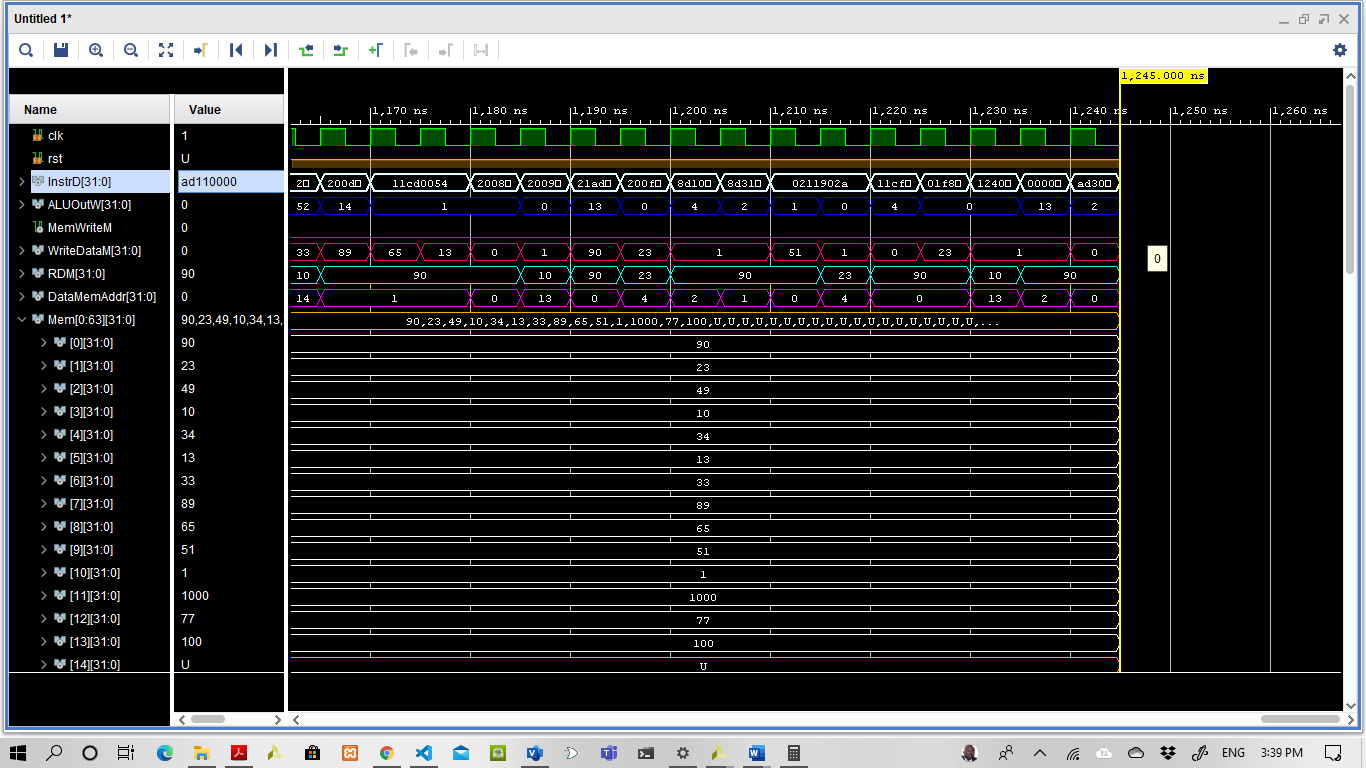 Untitled 1*
1,245.000 ns
Name Value 1,170 ns 1,180 ns 1,190 ns 1,200 ns 1,210 ns 1,220 ns 1,230 ns 1,240 ns 1,250 ns 1,260 ns
clk 1
rst U
InstrD[31:0] ad110000 2 200d 11cd0054 2008 2009 21ad 200f 8d10 8d31 0211902a 11cf 01f8 1240 0000 ad30
ALUOutW[31:0] 0 52 14 1 0 13 0 4 2 1 0 4 0 13 2
MemWriteM 0
WriteDataM[31:0] 0 33 89 65 13 0 1 90 23 1 51 1 0 23 1 0 0
RDM[31:0] 90 10 90 10 90 23 90 23 90 10 90
DataMemAddr[31:0] 0 14 1 0 13 0 4 2 1 0 4 0 13 2 0
Mem[0:63][31:0] 90,23,49,10,34,13, 90,23,49,10,34,13,33,89,65,51,1,1000,77,100,U,U,U,U,U,U,U,U,U,U,U,U,U,U,U,U,U,U,U,...
[0][31:0] 90 90
[1][31:0] 23 23
[2][31:0] 49 49
[3][31:0] 10 10
[4][31:0] 34 34
[5][31:0] 13 13
[6][31:0] 33 33
[7][31:0] 89 89
[8][31:0] 65 65
[9][31:0] 51 51
[10][31:0] 1 1
[11][31:0] 1000 1000
[12][31:0] 77 77
[13][31:0] 100 100
[14][31:0] U U
ENG 3:39 PM